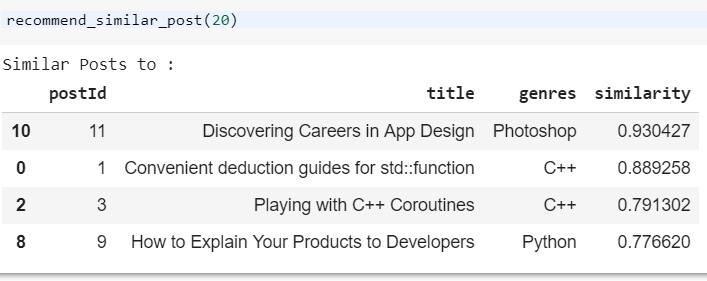 recommend_similar_post(20)
Similar Posts to :
postId title genres similarity
10 11 Discovering Careers in App Design Photoshop 0.930427
0 1 Convenient deduction guides for std::function C++ 0.889258
2 3 Playing with C++ Coroutines C++ 0.791302
8 9 How to Explain Your Products to Developers Python 0.776620